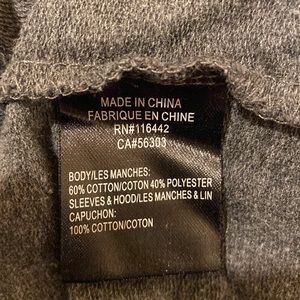 MADE IN CHINA
FABRIQUE EN CHINE
RN#116442
CA#56303
BODY/LES MANCHES:
60% COTTON/COTON 40% POLYESTER
SLEEVES & HOOD/LES MANCHES & LIN
CAPUCHON:
100% COTTON/COTON